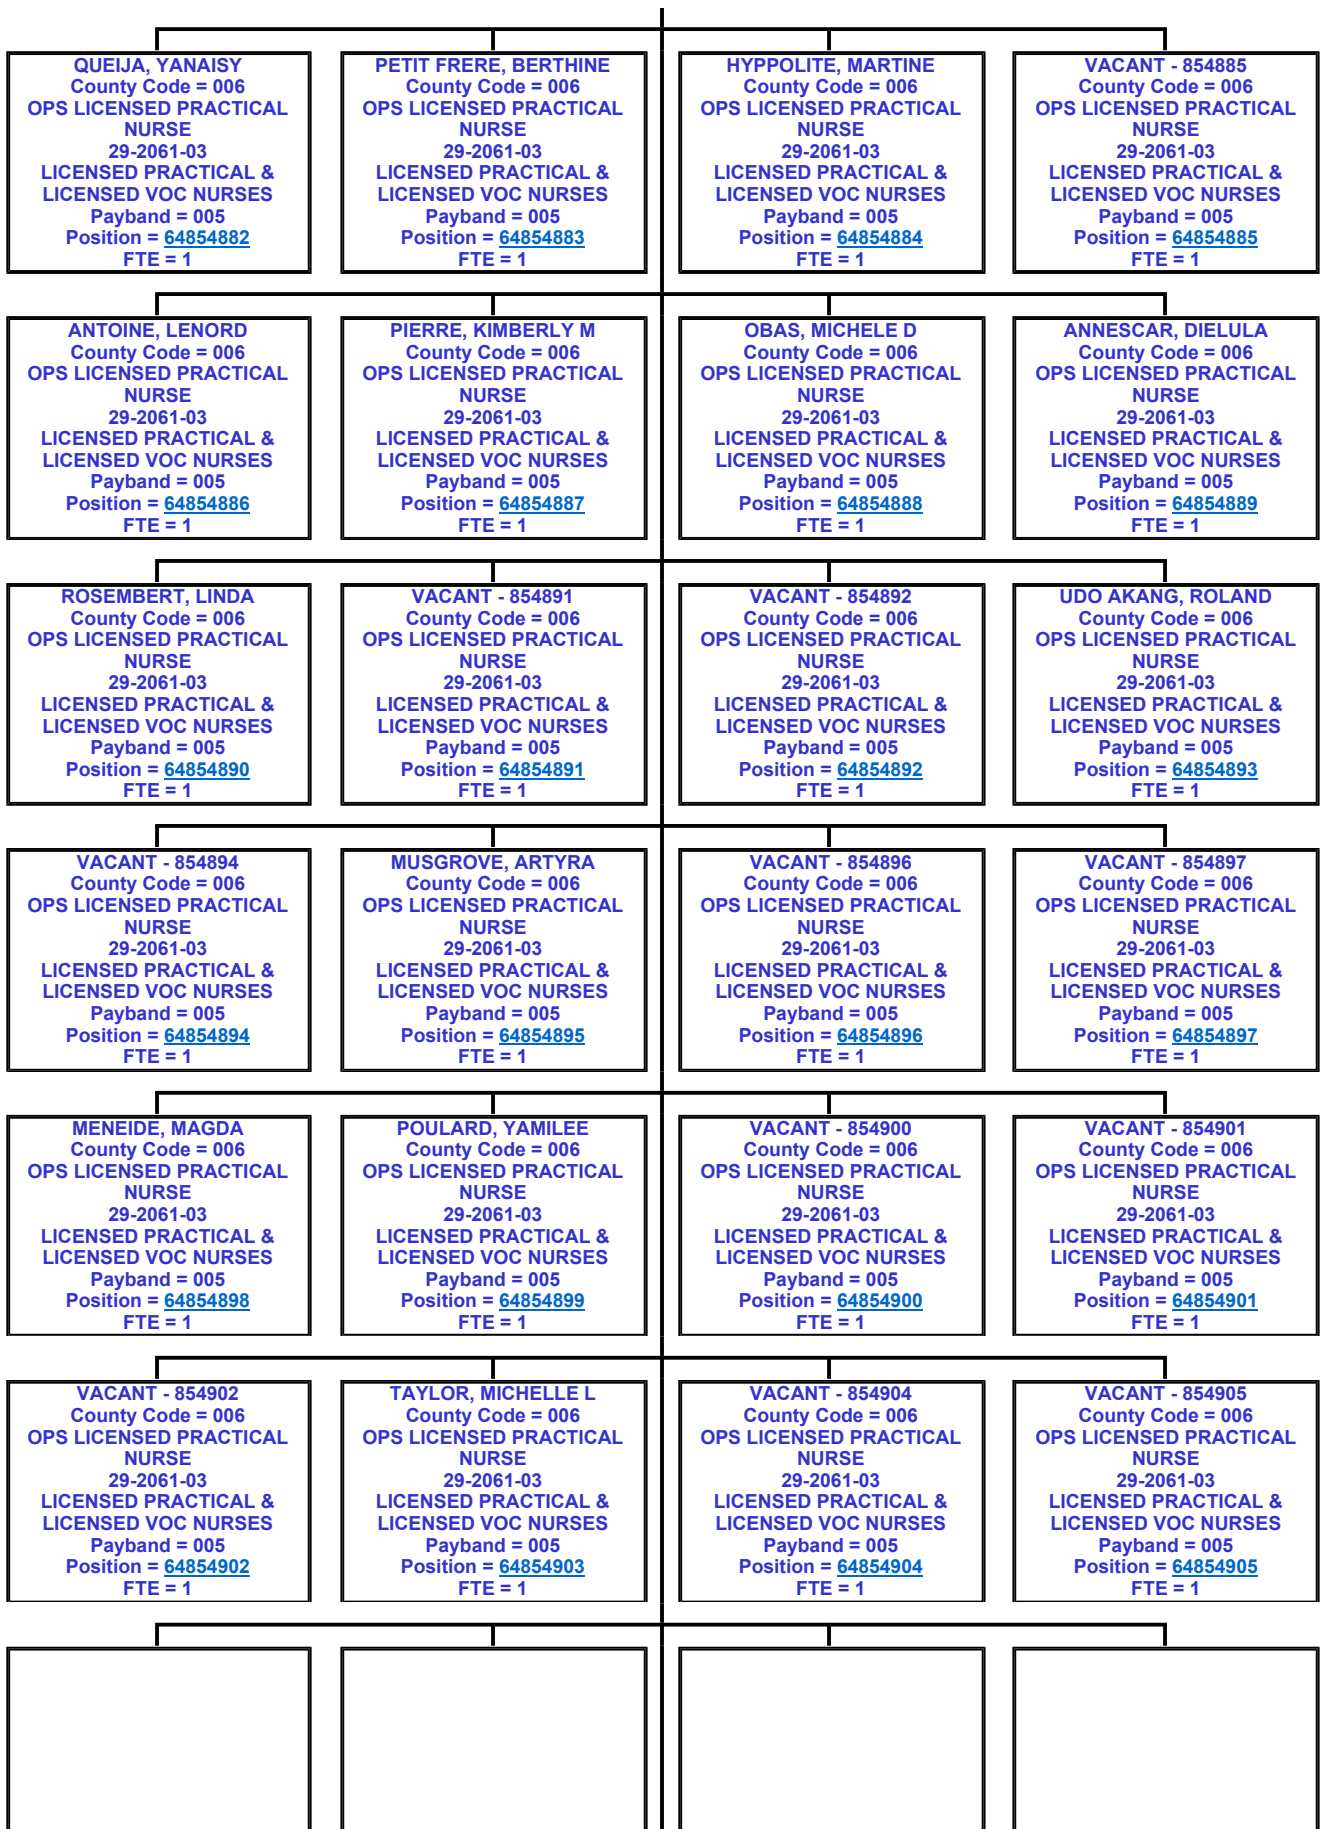 QUEIJA, YANAISY
County Code = 006
OPS LICENSED PRACTICAL
NURSE
29-2061-03
LICENSED PRACTICAL &
LICENSED VOC NURSES
Payband = 005
Position = 64854882
FTE = 1
PETIT FRERE, BERTHINE
County Code = 006
OPS LICENSED PRACTICAL
NURSE
29-2061-03
LICENSED PRACTICAL &
LICENSED VOC NURSES
Payband = 005
Position = 64854883
FTE = 1
HYPPOLITE, MARTINE
County Code = 006
OPS LICENSED PRACTICAL
NURSE
29-2061-03
LICENSED PRACTICAL &
LICENSED VOC NURSES
Payband = 005
Position = 64854884
FTE = 1
VACANT - 854885
County Code = 006
OPS LICENSED PRACTICAL
NURSE
29-2061-03
LICENSED PRACTICAL &
LICENSED VOC NURSES
Payband = 005
Position = 64854885
FTE = 1
ANTOINE, LENORD
County Code = 006
OPS LICENSED PRACTICAL
NURSE
29-2061-03
LICENSED PRACTICAL &
LICENSED VOC NURSES
Payband = 005
Position = 64854886
FTE = 1
PIERRE, KIMBERLY M
County Code = 006
OPS LICENSED PRACTICAL
NURSE
29-2061-03
LICENSED PRACTICAL &
LICENSED VOC NURSES
Payband = 005
Position = 64854887
FTE = 1
OBAS, MICHELE D
County Code = 006
OPS LICENSED PRACTICAL
NURSE
29-2061-03
LICENSED PRACTICAL &
LICENSED VOC NURSES
Payband = 005
Position = 64854888
FTE = 1
ANNESCAR, DIELULA
County Code = 006
OPS LICENSED PRACTICAL
NURSE
29-2061-03
LICENSED PRACTICAL &
LICENSED VOC NURSES
Payband = 005
Position = 64854889
FTE = 1
ROSEMBERT, LINDA
County Code = 006
OPS LICENSED PRACTICAL
NURSE
29-2061-03
LICENSED PRACTICAL &
LICENSED VOC NURSES
Payband = 005
Position = 64854890
FTE = 1
VACANT - 854891
County Code = 006
OPS LICENSED PRACTICAL
NURSE
29-2061-03
LICENSED PRACTICAL &
LICENSED VOC NURSES
Payband = 005
Position = 64854891
FTE = 1
VACANT - 854892
County Code = 006
OPS LICENSED PRACTICAL
NURSE
29-2061-03
LICENSED PRACTICAL &
LICENSED VOC NURSES
Payband = 005
Position = 64854892
FTE = 1
UDO AKANG, ROLAND
County Code = 006
OPS LICENSED PRACTICAL
NURSE
29-2061-03
LICENSED PRACTICAL &
LICENSED VOC NURSES
Payband = 005
Position = 64854893
FTE = 1
VACANT - 854894
County Code = 006
OPS LICENSED PRACTICAL
NURSE
29-2061-03
LICENSED PRACTICAL &
LICENSED VOC NURSES
Payband = 005
Position = 64854894
FTE = 1
MUSGROVE, ARTYRA
County Code = 006
OPS LICENSED PRACTICAL
NURSE
29-2061-03
LICENSED PRACTICAL &
LICENSED VOC NURSES
Payband = 005
Position = 64854895
FTE = 1
VACANT - 854896
County Code = 006
OPS LICENSED PRACTICAL
NURSE
29-2061-03
LICENSED PRACTICAL &
LICENSED VOC NURSES
Payband = 005
Position = 64854896
FTE = 1
VACANT - 854897
County Code = 006
OPS LICENSED PRACTICAL
NURSE
29-2061-03
LICENSED PRACTICAL &
LICENSED VOC NURSES
Payband = 005
Position = 64854897
FTE = 1
MENEIDE, MAGDA
County Code = 006
OPS LICENSED PRACTICAL
NURSE
29-2061-03
LICENSED PRACTICAL &
LICENSED VOC NURSES
Payband = 005
Position = 64854898
FTE = 1
POULARD, YAMILEE
County Code = 006
OPS LICENSED PRACTICAL
NURSE
29-2061-03
LICENSED PRACTICAL &
LICENSED VOC NURSES
Payband = 005
Position = 64854899
FTE = 1
VACANT - 854900
County Code = 006
OPS LICENSED PRACTICAL
NURSE
29-2061-03
LICENSED PRACTICAL &
LICENSED VOC NURSES
Payband = 005
Position = 64854900
FTE = 1
VACANT - 854901
County Code = 006
OPS LICENSED PRACTICAL
NURSE
29-2061-03
LICENSED PRACTICAL &
LICENSED VOC NURSES
Payband = 005
Position = 64854901
FTE = 1
VACANT - 854902
County Code = 006
OPS LICENSED PRACTICAL
NURSE
29-2061-03
LICENSED PRACTICAL &
LICENSED VOC NURSES
Payband = 005
Position = 64854902
FTE = 1
TAYLOR, MICHELLE L
County Code = 006
OPS LICENSED PRACTICAL
NURSE
29-2061-03
LICENSED PRACTICAL &
LICENSED VOC NURSES
Payband = 005
Position = 64854903
FTE = 1
VACANT - 854904
County Code = 006
OPS LICENSED PRACTICAL
NURSE
29-2061-03
LICENSED PRACTICAL &
LICENSED VOC NURSES
Payband = 005
Position = 64854904
FTE = 1
VACANT - 854905
County Code = 006
OPS LICENSED PRACTICAL
NURSE
29-2061-03
LICENSED PRACTICAL &
LICENSED VOC NURSES
Payband = 005
Position = 64854905
FTE = 1